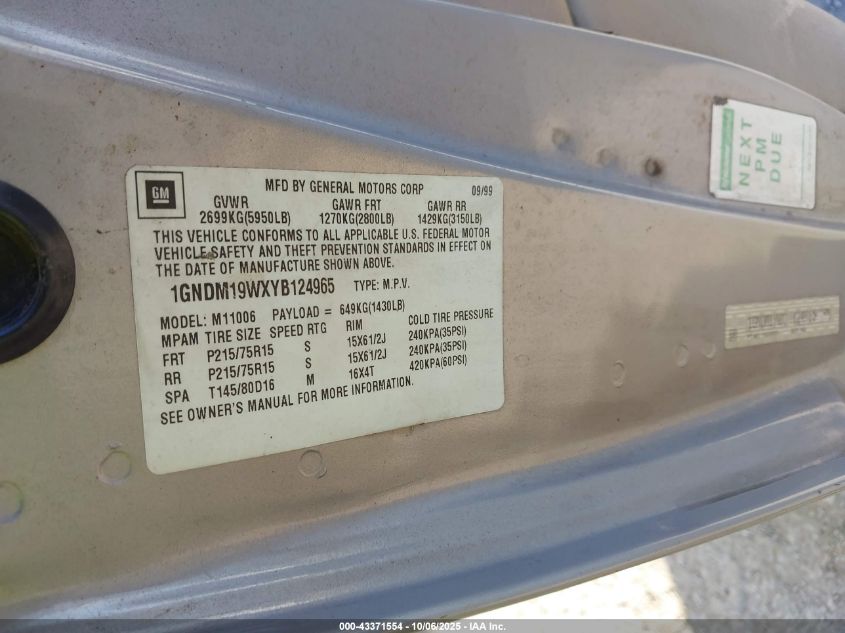 GM
MFD BY GENERAL MOTORS CORP 09/99
GVWR GAWR FRT GAWR RR
2699KG(5950LB) 1270KG(2800LB) 1429KG(3150LB)
THIS VEHICLE CONFORMS TO ALL APPLICABLE U.S. FEDERAL MOTOR
VEHICLE SAFETY AND THEFT PREVENTION STANDARDS IN EFFECT ON
THE DATE OF MANUFACTURE SHOWN ABOVE.
1GNDM19WXYB124965 TYPE: M.P.V.
MODEL: M11006 PAYLOAD = 649KG(1430LB)
MPAM TIRE SIZE SPEED RTG RIM COLD TIRE PRESSURE
FRT P215/75R15 S 15X61/2J 240KPA(35PSI)
RR P215/75R15 S 15X61/2J 240KPA(35PSI)
SPA T145/80D16 M 16X4T 420KPA(60PSI)
SEE OWNER'S MANUAL FOR MORE INFORMATION.
NEXT
PM
DUE
000-43371554 - 10/06/2025 - IAA Inc.